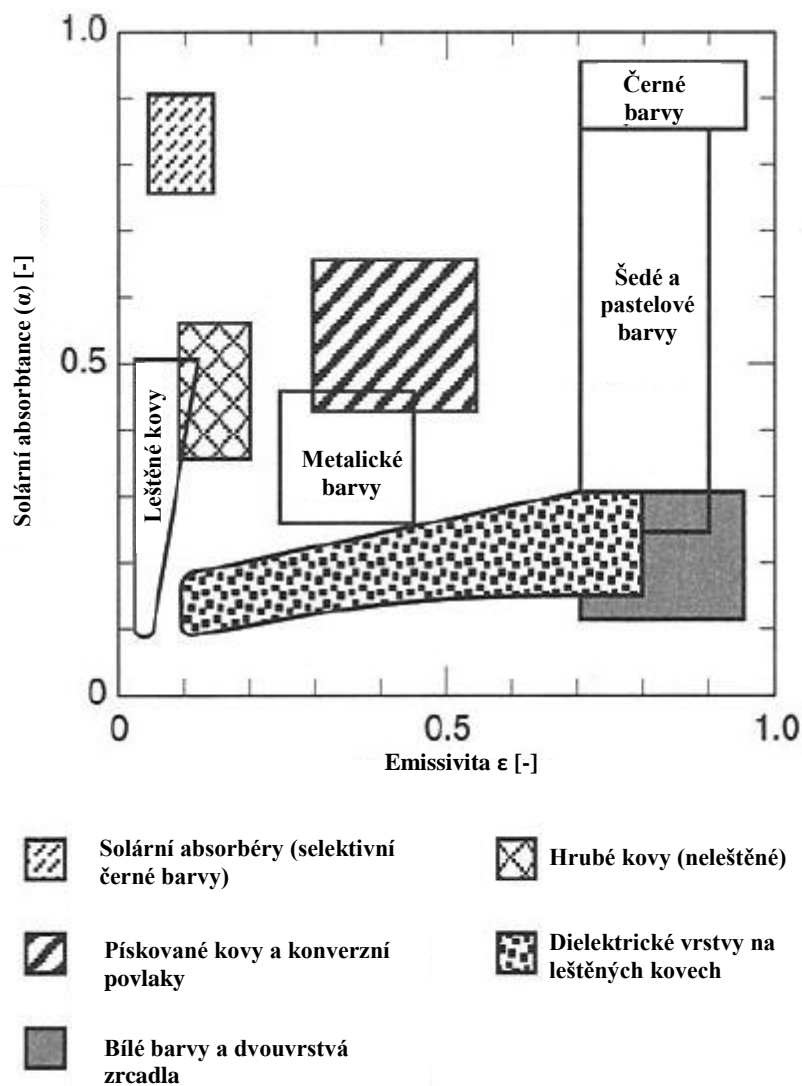 1.0
Černé
barvy
Solární absorbtance (α) [-]
Šedé a
pastelové
barvy
0.5
Leštěné kovy
Metalické
barvy
0
0
0.5
1.0
Emissivita ε [-]
Solární absorbéry (selektivní
černé barvy)
Hrubé kovy (neleštěné)
Pískované kovy a konverzní
povlaky
Dielektrické vrstvy na
leštěných kovech
Bílé barvy a dvouvrstvá
zrcadla